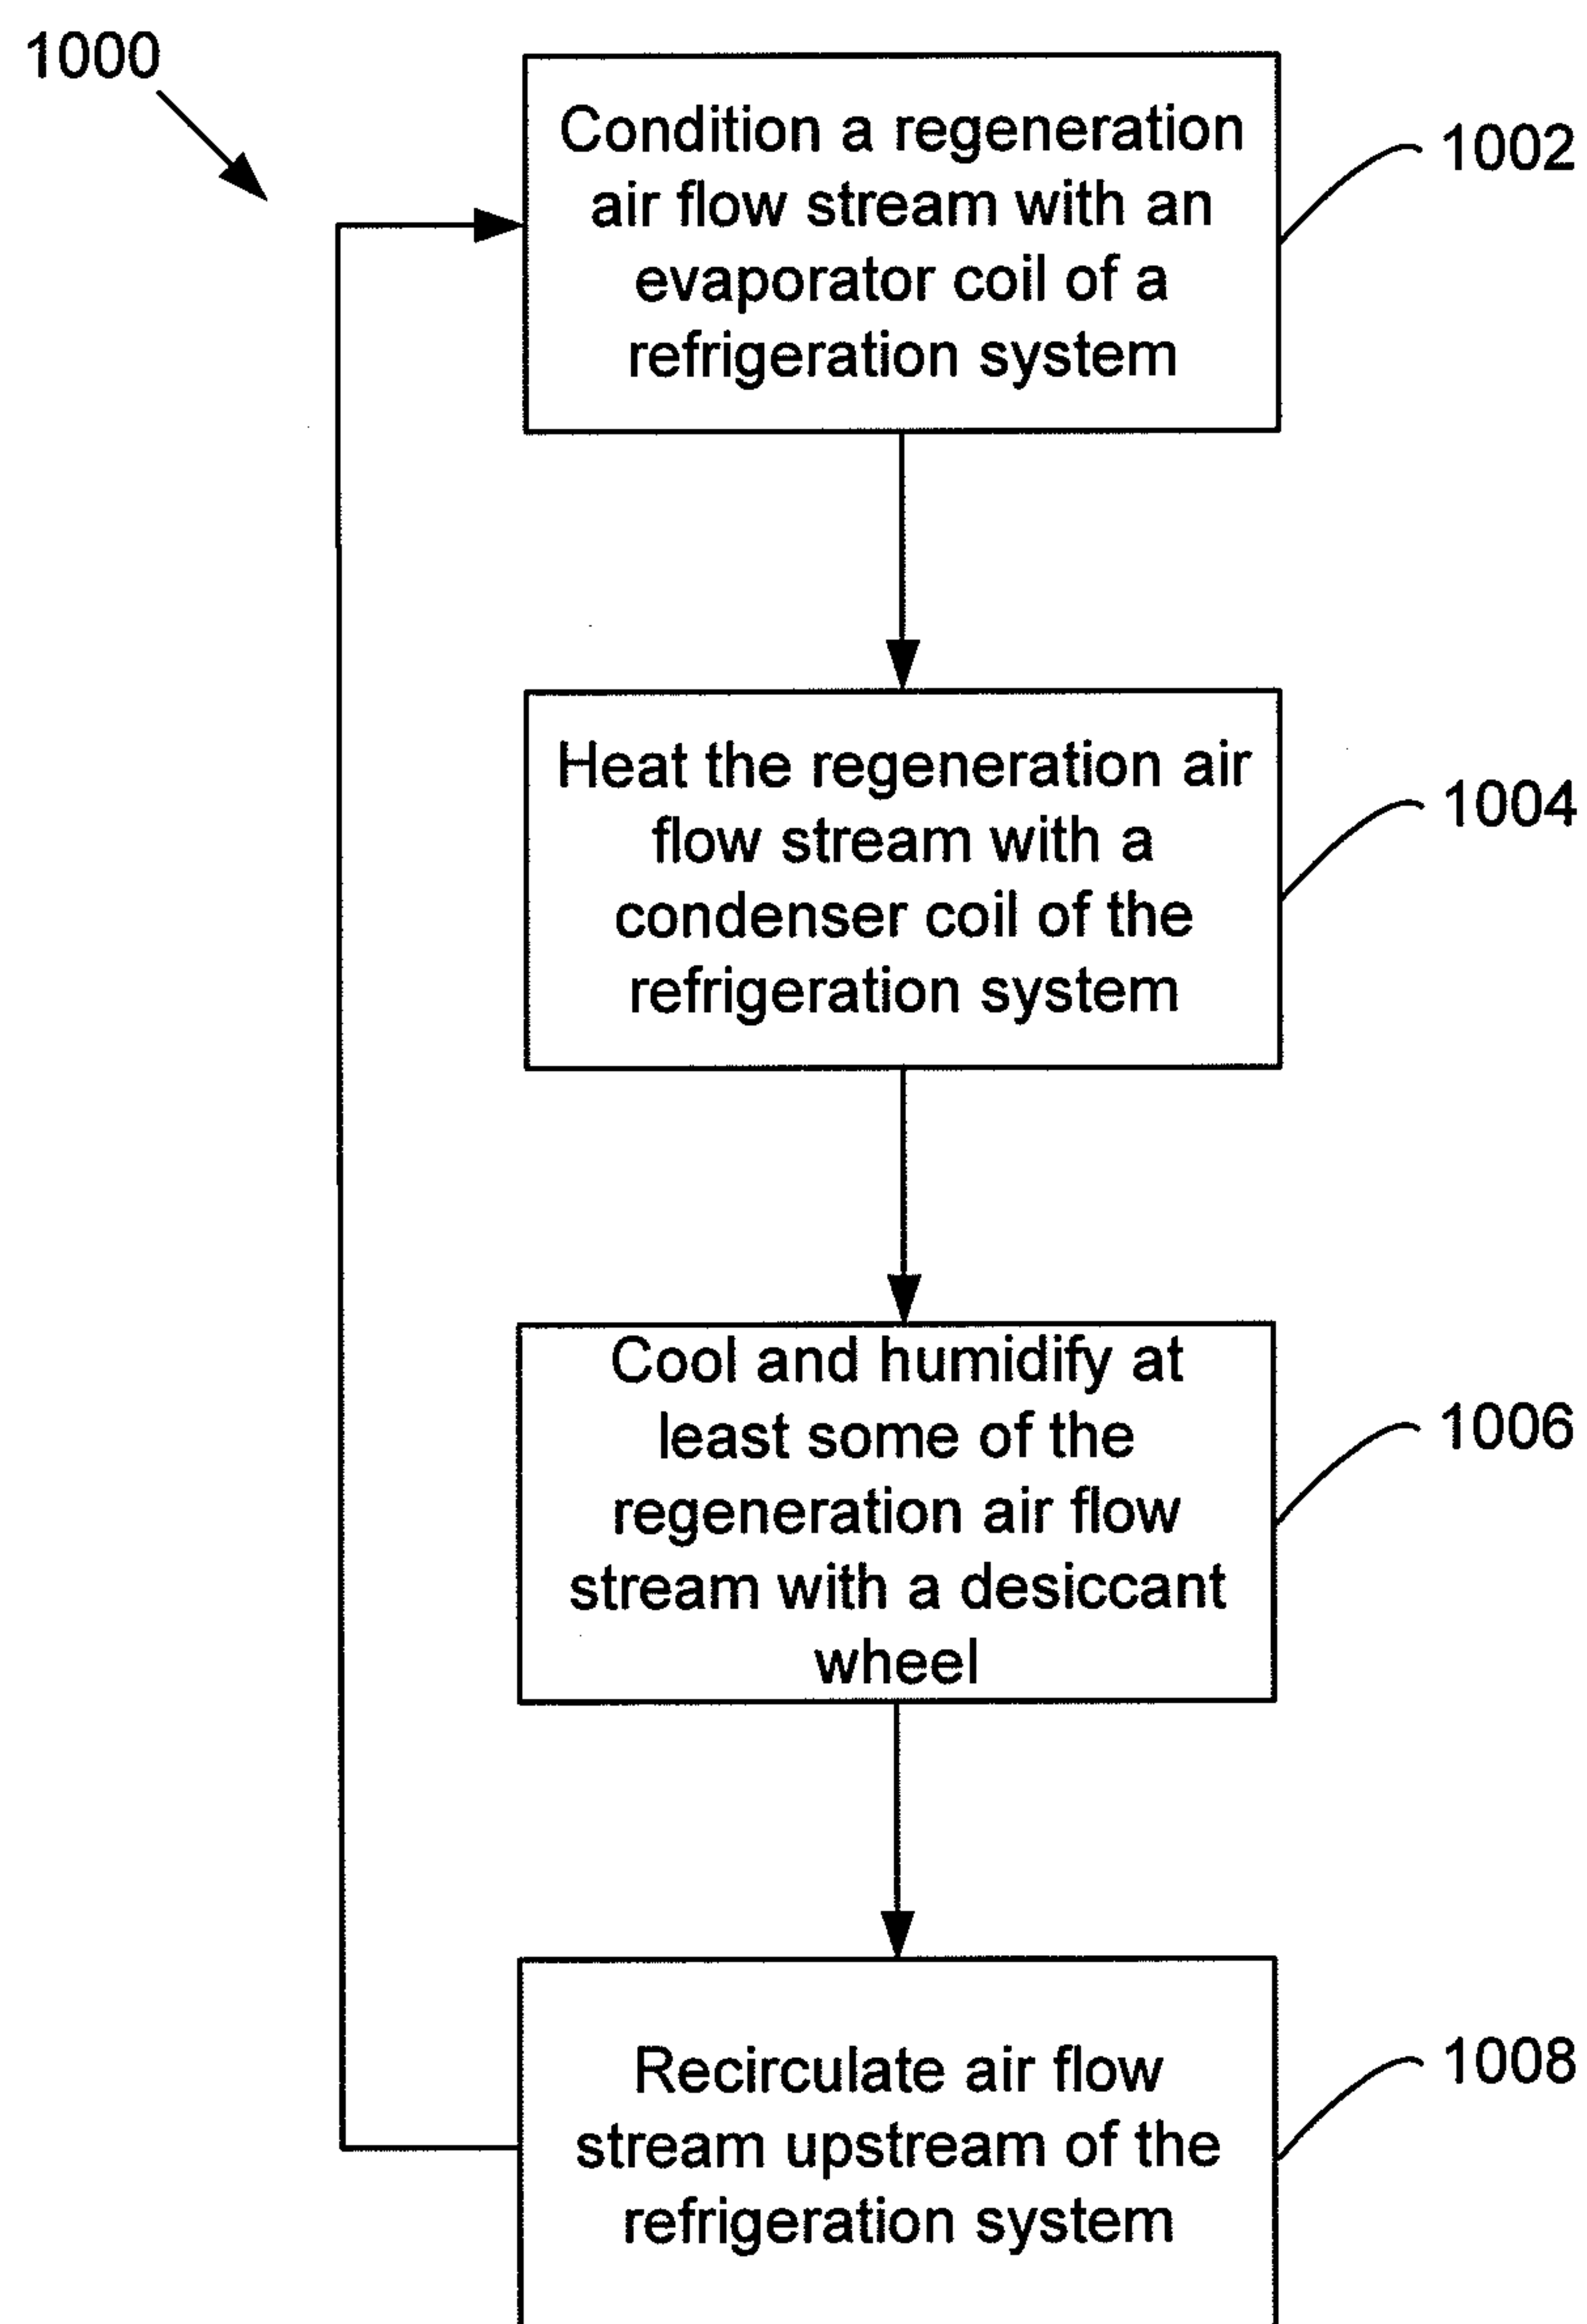 1000
Condition a regeneration
air flow stream with an
evaporator coil of a
refrigeration system
1002
Heat the regeneration air
flow stream with a
condenser coil of the
refrigeration system
1004
Cool and humidify at
least some of the
regeneration air flow
stream with a desiccant
wheel
1006
Recirculate air flow
stream upstream of the
refrigeration system
1008